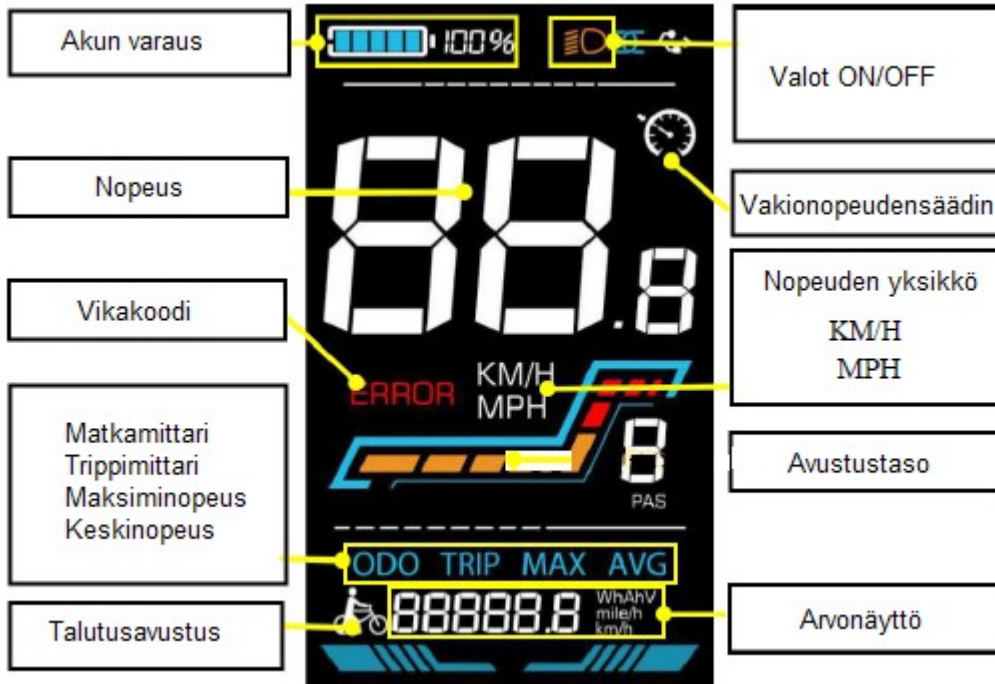 Akun varaus
100%
Valot ON/OFF
Nopeus
88.8
Vakionopeudensäädin
Vikakoodi
Nopeuden yksikkö
KM/H
MPH
ERROR
KM/H
MPH
Matkamittari
Trippimittari
Maksiminopeus
Keskinopeus
8
PAS
Avustustaso
ODO TRIP MAX AVG
Talutusavustus
88888.8
WhAhV
mile/h
km/h
Arvonäyttö